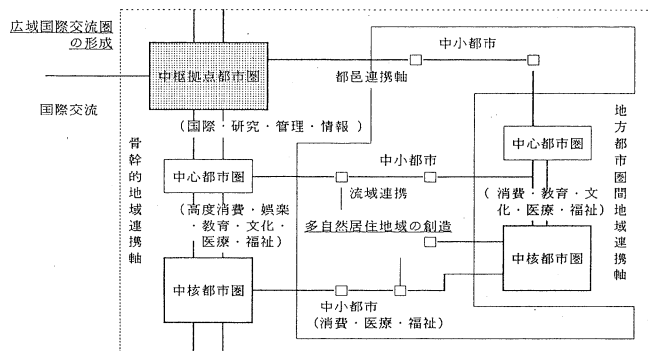 広域国際交流圏
の形成
国際交流
中枢拠点都市圏
(国際・研究・管理・情報)
骨幹的地域連携軸
中心都市圏
(高度消費・娯楽
・教育・文化・
医療・福祉)
中核都市圏
中小都市
都邑連携軸
中小都市
流域連携
多自然居住地域の創造
中小都市
(消費・医療・福祉)
中心都市圏
(消費・教育・文
化・医療・福祉)
中核都市圏
地方都市圏間地域連携軸